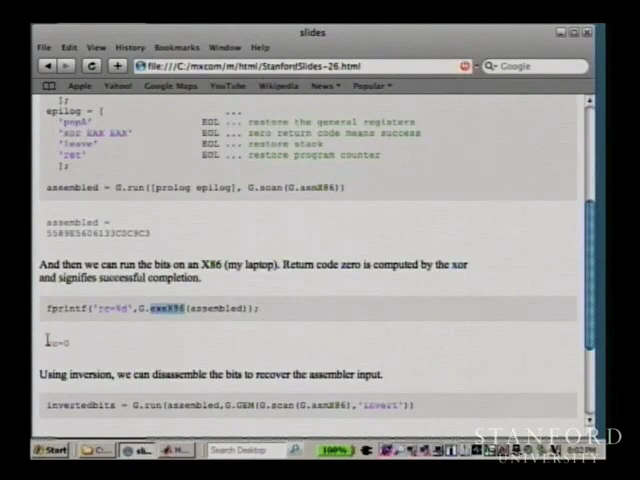 slides
File Edit View History Bookmarks Window Help
file:///C:/mxcom/m/html/StanfordSlides-26.html
Google
Apple Yahoo! Google Maps YouTube Wikipedia News Popular
];
epilog = [ ...
'popA' EOL ... restore the general registers
'xor EAX EAX' EOL ... zero return code means success
'leave' EOL ... restore stack
'ret' EOL ... restore program counter
];
assembled = G.run([prolog epilog], G.scan(G.asmX86))
assembled =
5589E5606133C0C9C3
And then we can run the bits on an X86 (my laptop). Return code zero is computed by the xor
and signifies successful completion.
fprintf('rc=%d',G.exeX86(assembled));
rc=0
Using inversion, we can disassemble the bits to recover the assembler input.
invertedbits = G.run(assembled,G.GEM(G.scan(G.asmX86),'invert'))
Start
Search Desktop
100%
8:02 PM
STANFORD
UNIVERSITY